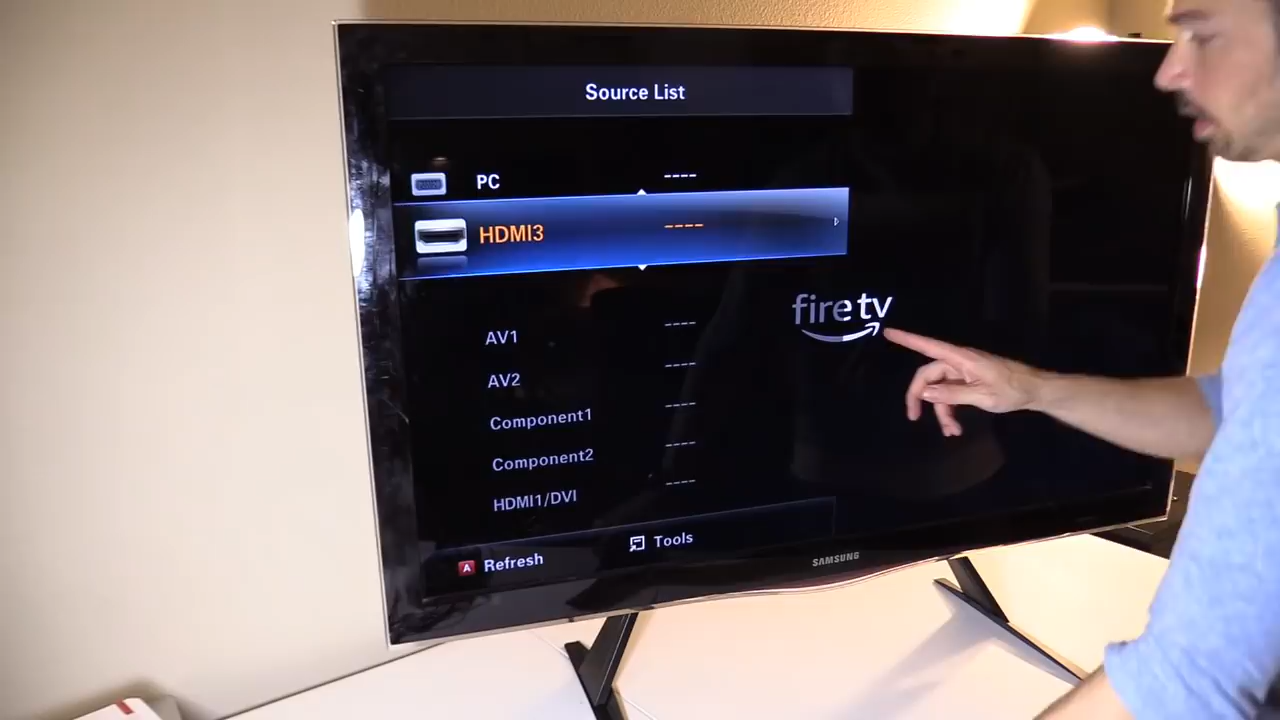 Source List
PC ----
HDMI3 ----
fire tv
AV1 ----
AV2 ----
Component1 ----
Component2 ----
HDMI1/DVI ----
A Refresh
Tools
SAMSUNG